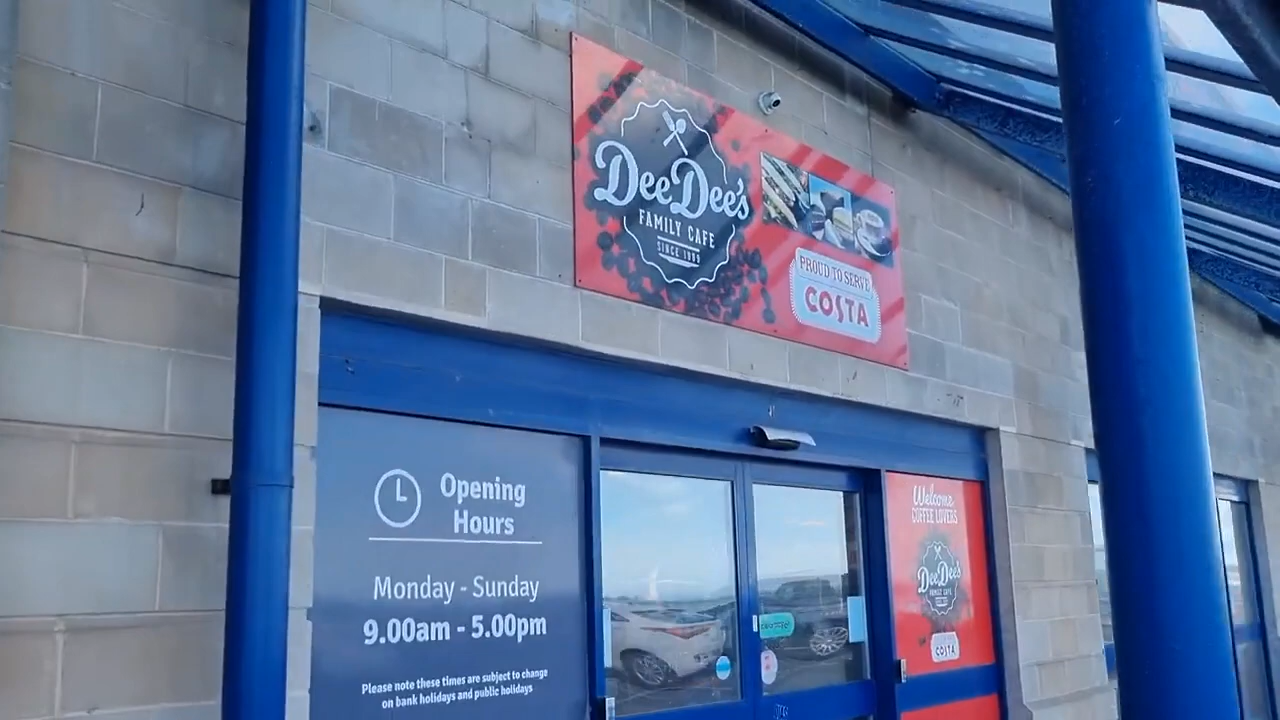 DeeDee's
FAMILY CAFE
SINCE 1999
PROUD TO SERVE
COSTA
Opening
Hours
Monday - Sunday
9.00am - 5.00pm
Please note these times are subject to change
on bank holidays and public holidays
Welcome
COFFEE LOVERS
DeeDee's
FAMILY CAFE
COSTA